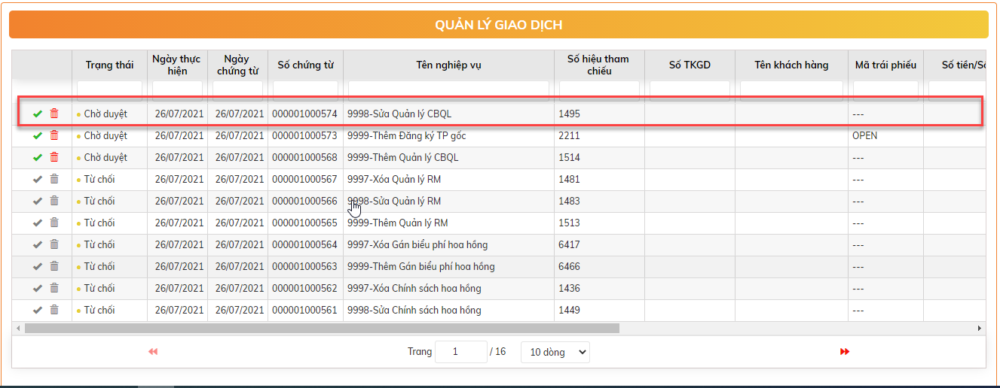 QUẢN LÝ GIAO DỊCH
Trạng thái Ngày thực hiện Ngày chứng từ Số chứng từ Tên nghiệp vụ Số hiệu tham chiếu Số TKGD Tên khách hàng Mã trái phiếu Số tiền/Số
Chờ duyệt 26/07/2021 26/07/2021 000001000574 9998-Sửa Quản lý CBQL 1495 ---
Chờ duyệt 26/07/2021 26/07/2021 000001000573 9999-Thêm Đăng ký TP gốc 2211 OPEN
Chờ duyệt 26/07/2021 26/07/2021 000001000568 9999-Thêm Quản lý CBQL 1514 ---
Từ chối 26/07/2021 26/07/2021 000001000567 9997-Xóa Quản lý RM 1481 ---
Từ chối 26/07/2021 26/07/2021 000001000566 9998-Sửa Quản lý RM 1483 ---
Từ chối 26/07/2021 26/07/2021 000001000565 9999-Thêm Quản lý RM 1513 ---
Từ chối 26/07/2021 26/07/2021 000001000564 9997-Xóa Gán biểu phí hoa hồng 6417 ---
Từ chối 26/07/2021 26/07/2021 000001000563 9999-Thêm Gán biểu phí hoa hồng 6466 ---
Từ chối 26/07/2021 26/07/2021 000001000562 9997-Xóa Chính sách hoa hồng 1436 ---
Từ chối 26/07/2021 26/07/2021 000001000561 9998-Sửa Chính sách hoa hồng 1449 ---
Trang 1 / 16 10 dòng